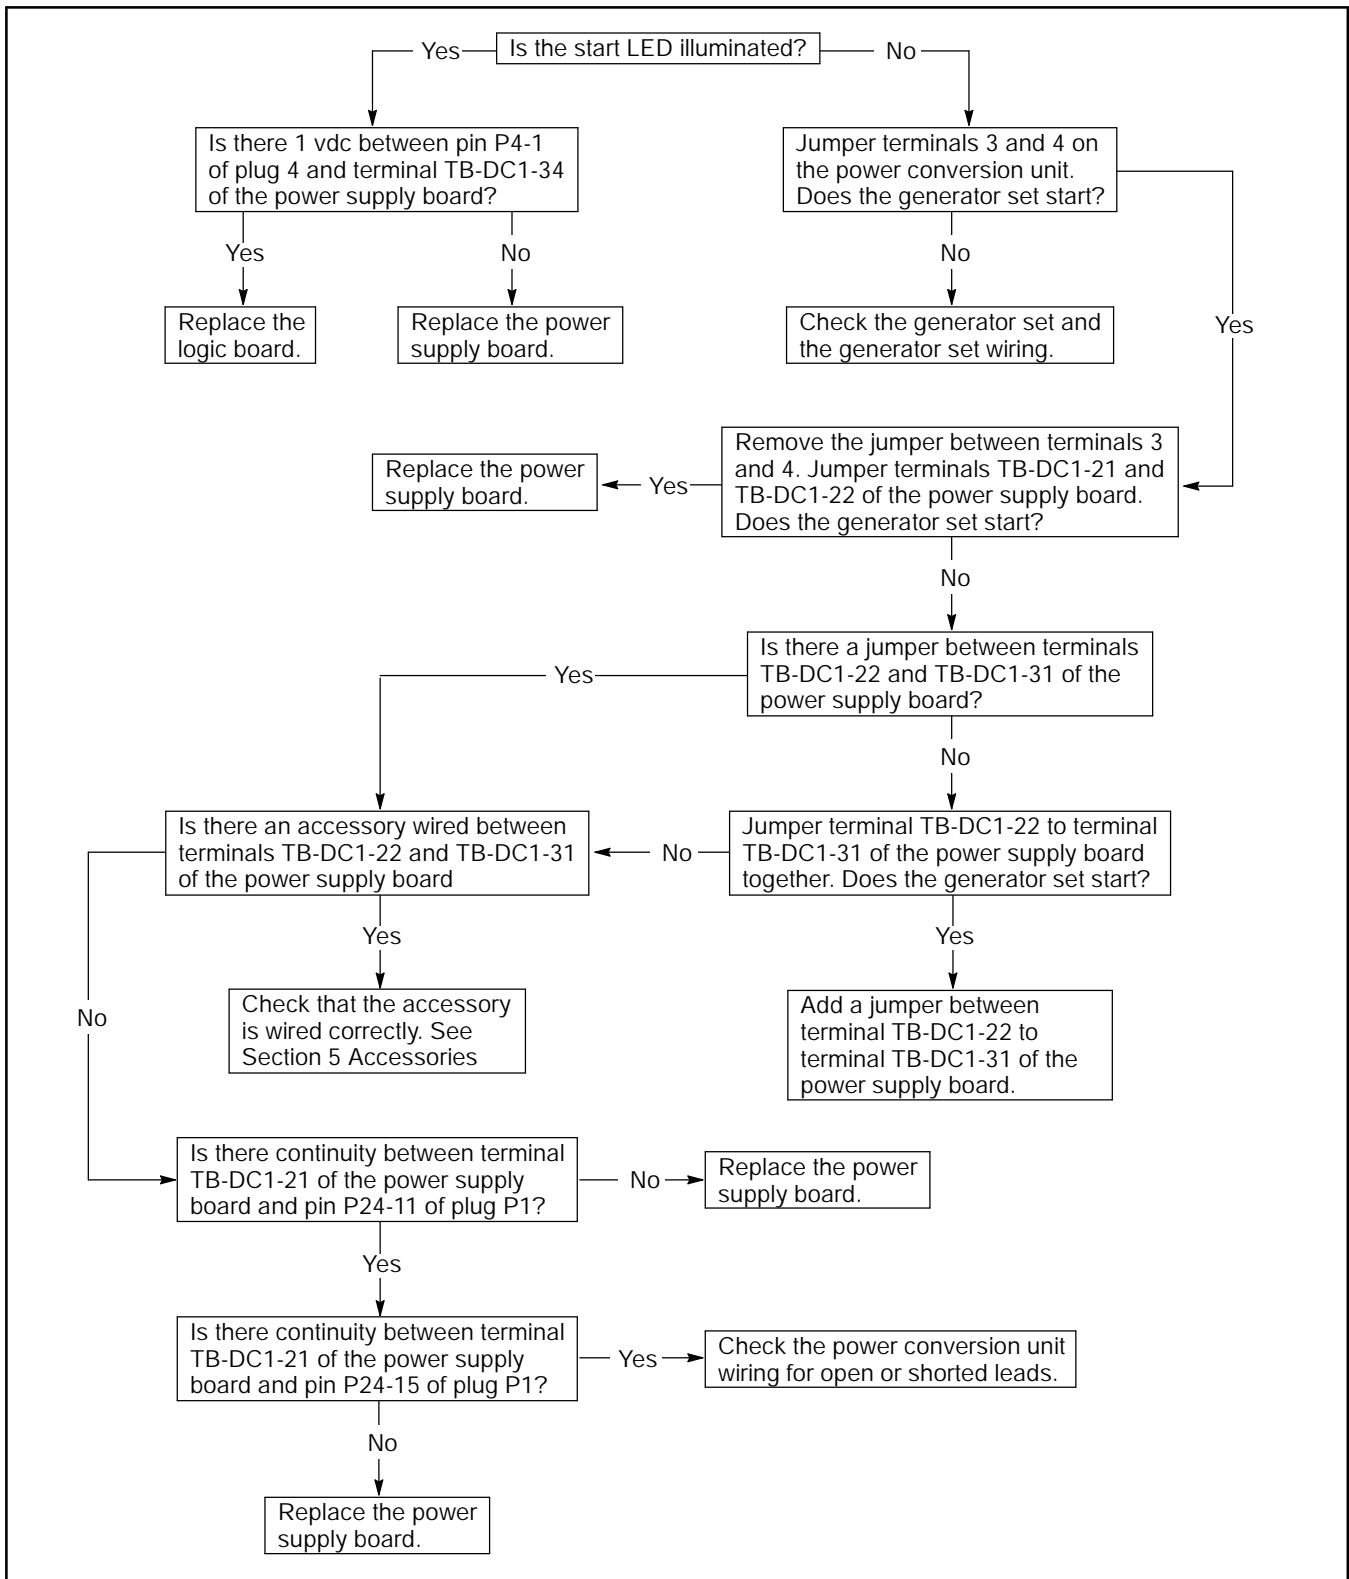 Is the start LED illuminated?
Yes
No
Is there 1 vdc between pin P4-1
of plug 4 and terminal TB-DC1-34
of the power supply board?
Jumper terminals 3 and 4 on
the power conversion unit.
Does the generator set start?
Yes
No
No
Yes
Replace the
logic board.
Replace the power
supply board.
Check the generator set and
the generator set wiring.
Remove the jumper between terminals 3
and 4. Jumper terminals TB-DC1-21 and
TB-DC1-22 of the power supply board.
Does the generator set start?
Yes
Replace the power
supply board.
No
Is there a jumper between terminals
TB-DC1-22 and TB-DC1-31 of the
power supply board?
Yes
No
Is there an accessory wired between
terminals TB-DC1-22 and TB-DC1-31
of the power supply board
No
Jumper terminal TB-DC1-22 to terminal
TB-DC1-31 of the power supply board
together. Does the generator set start?
Yes
Yes
No
Check that the accessory
is wired correctly. See
Section 5 Accessories
Add a jumper between
terminal TB-DC1-22 to
terminal TB-DC1-31 of the
power supply board.
Is there continuity between terminal
TB-DC1-21 of the power supply
board and pin P24-11 of plug P1?
No
Replace the power
supply board.
Yes
Is there continuity between terminal
TB-DC1-21 of the power supply
board and pin P24-15 of plug P1?
Yes
Check the power conversion unit
wiring for open or shorted leads.
No
Replace the power
supply board.